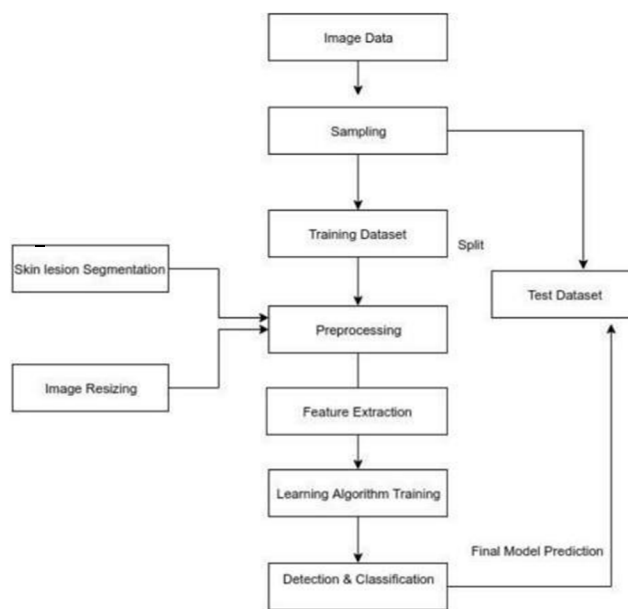 Image Data
Sampling
Training Dataset
Split
Skin lesion Segmentation
Test Dataset
Preprocessing
Image Resizing
Feature Extraction
Learning Algorithm Training
Final Model Prediction
Detection & Classification